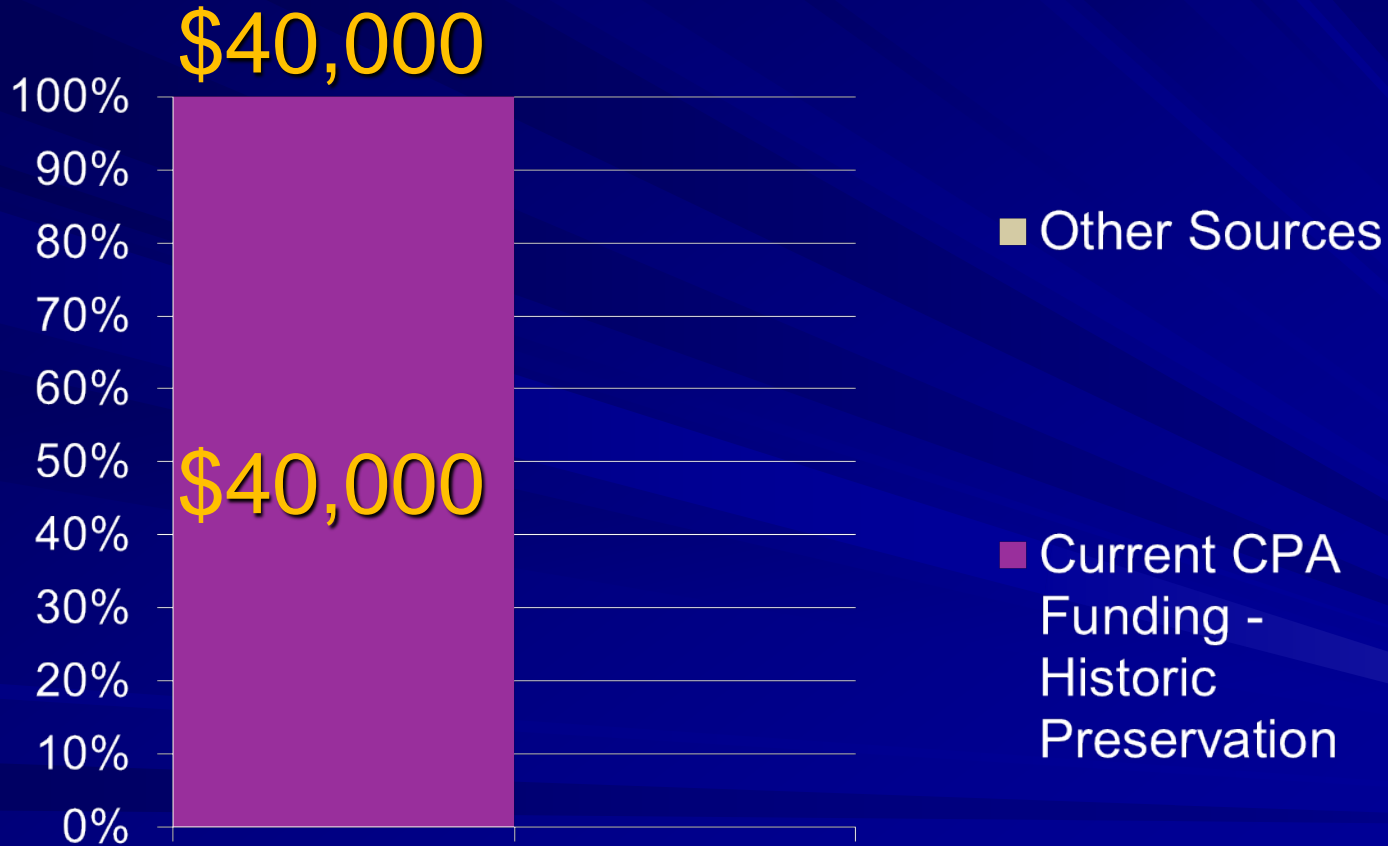 $40,000
100%
90%
80%
70%
60%
50%
40%
30%
20%
10%
0%
$40,000
Other Sources
Current CPA
Funding -
Historic
Preservation